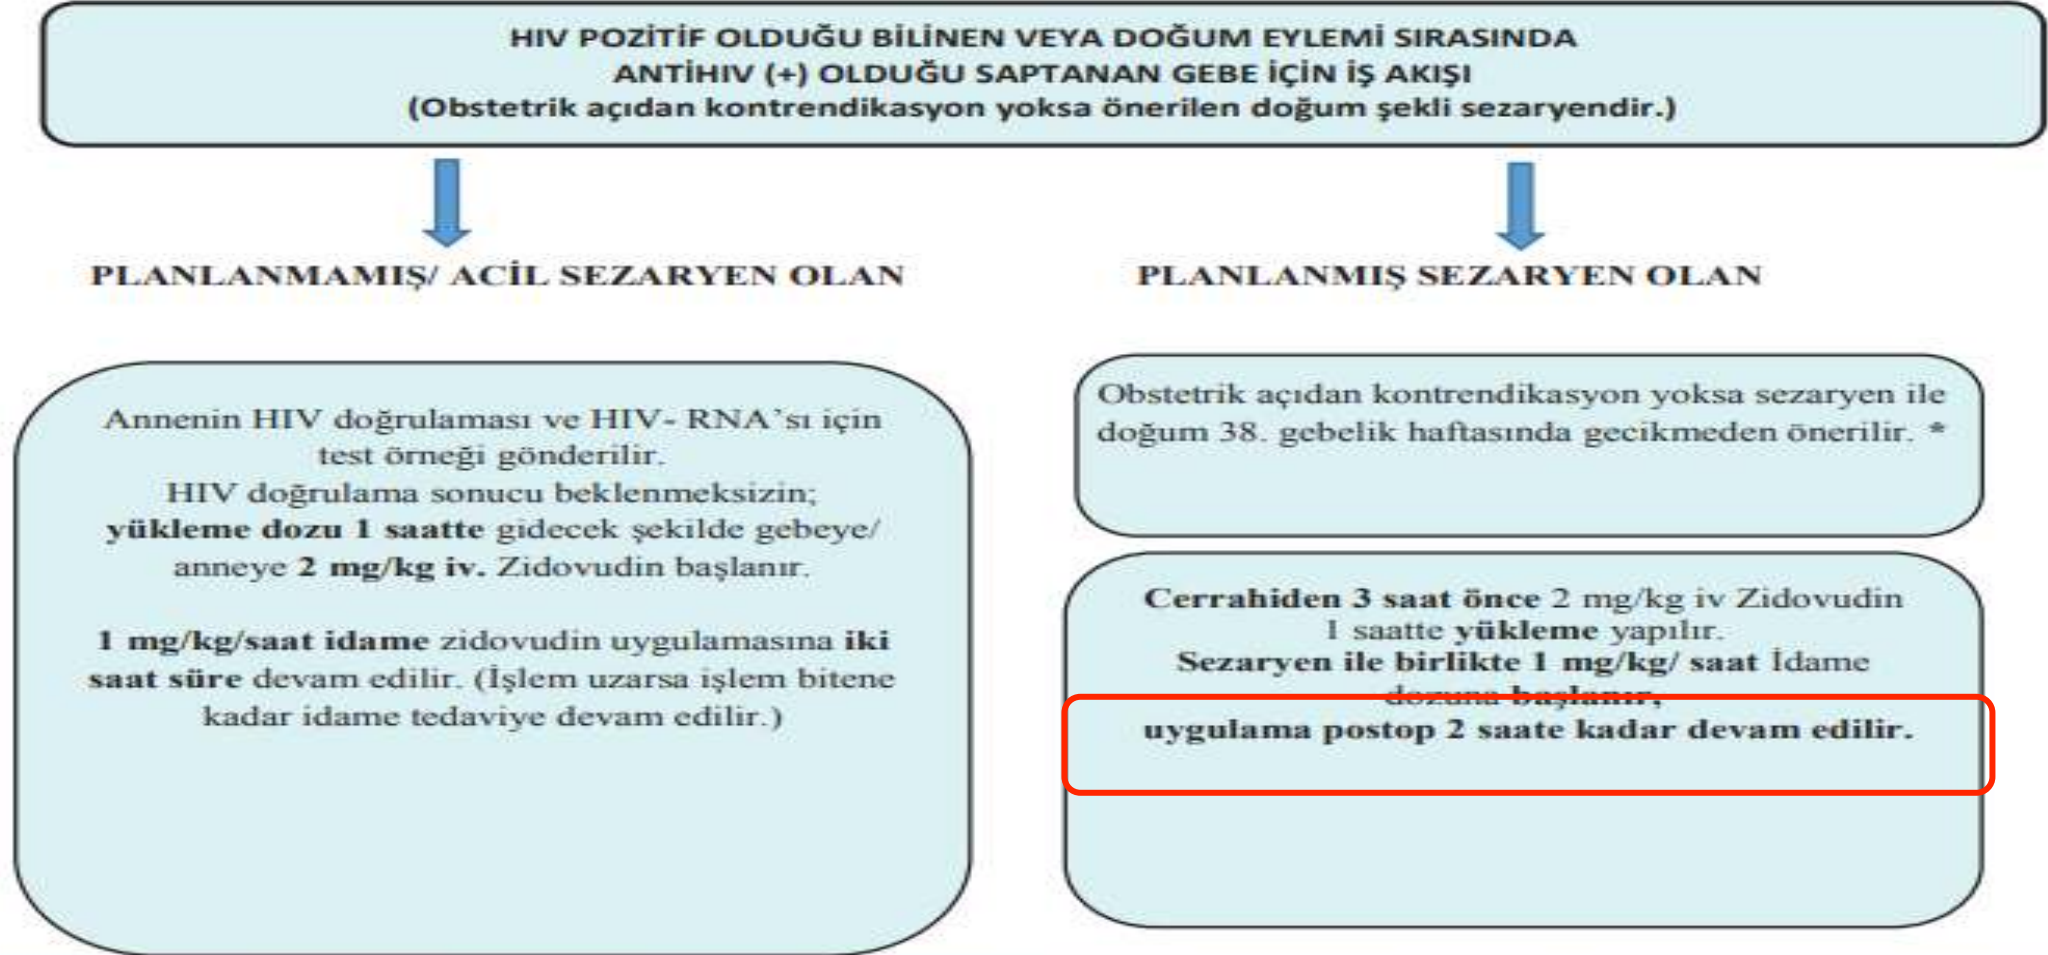 HIV POZİTİF OLDUĞU BİLİNEN VEYA DOĞUM EYLEMİ SIRASINDA
ANTİHIV (+) OLDUĞU SAPTANAN GEBE İÇİN İŞ AKIŞI
(Obstetrik açıdan kontrendikasyon yoksa önerilen doğum şekli sezaryendir.)
PLANLANMAMIŞ/ ACİL SEZARYEN OLAN
Annenin HIV doğrulaması ve HIV- RNA'sı için
test örneği gönderilir.
HIV doğrulama sonucu beklenmeksizin;
yükleme dozu 1 saatte gidecek şekilde gebeye/
anneye 2 mg/kg iv. Zidovudin başlanır.
1 mg/kg/saat idame zidovudin uygulamasına iki
saat süre devam edilir. (İşlem uzarsa işlem bitene
kadar idame tedaviye devam edilir.)
PLANLANMIŞ SEZARYEN OLAN
Obstetrik açıdan kontrendikasyon yoksa sezaryen ile
doğum 38. gebelik haftasında gecikmeden önerilir. *
Cerrahiden 3 saat önce 2 mg/kg iv Zidovudin
1 saatte yükleme yapılır.
Sezaryen ile birlikte 1 mg/kg/ saat İdame
dozuna başlanır,
uygulama postop 2 saate kadar devam edilir.